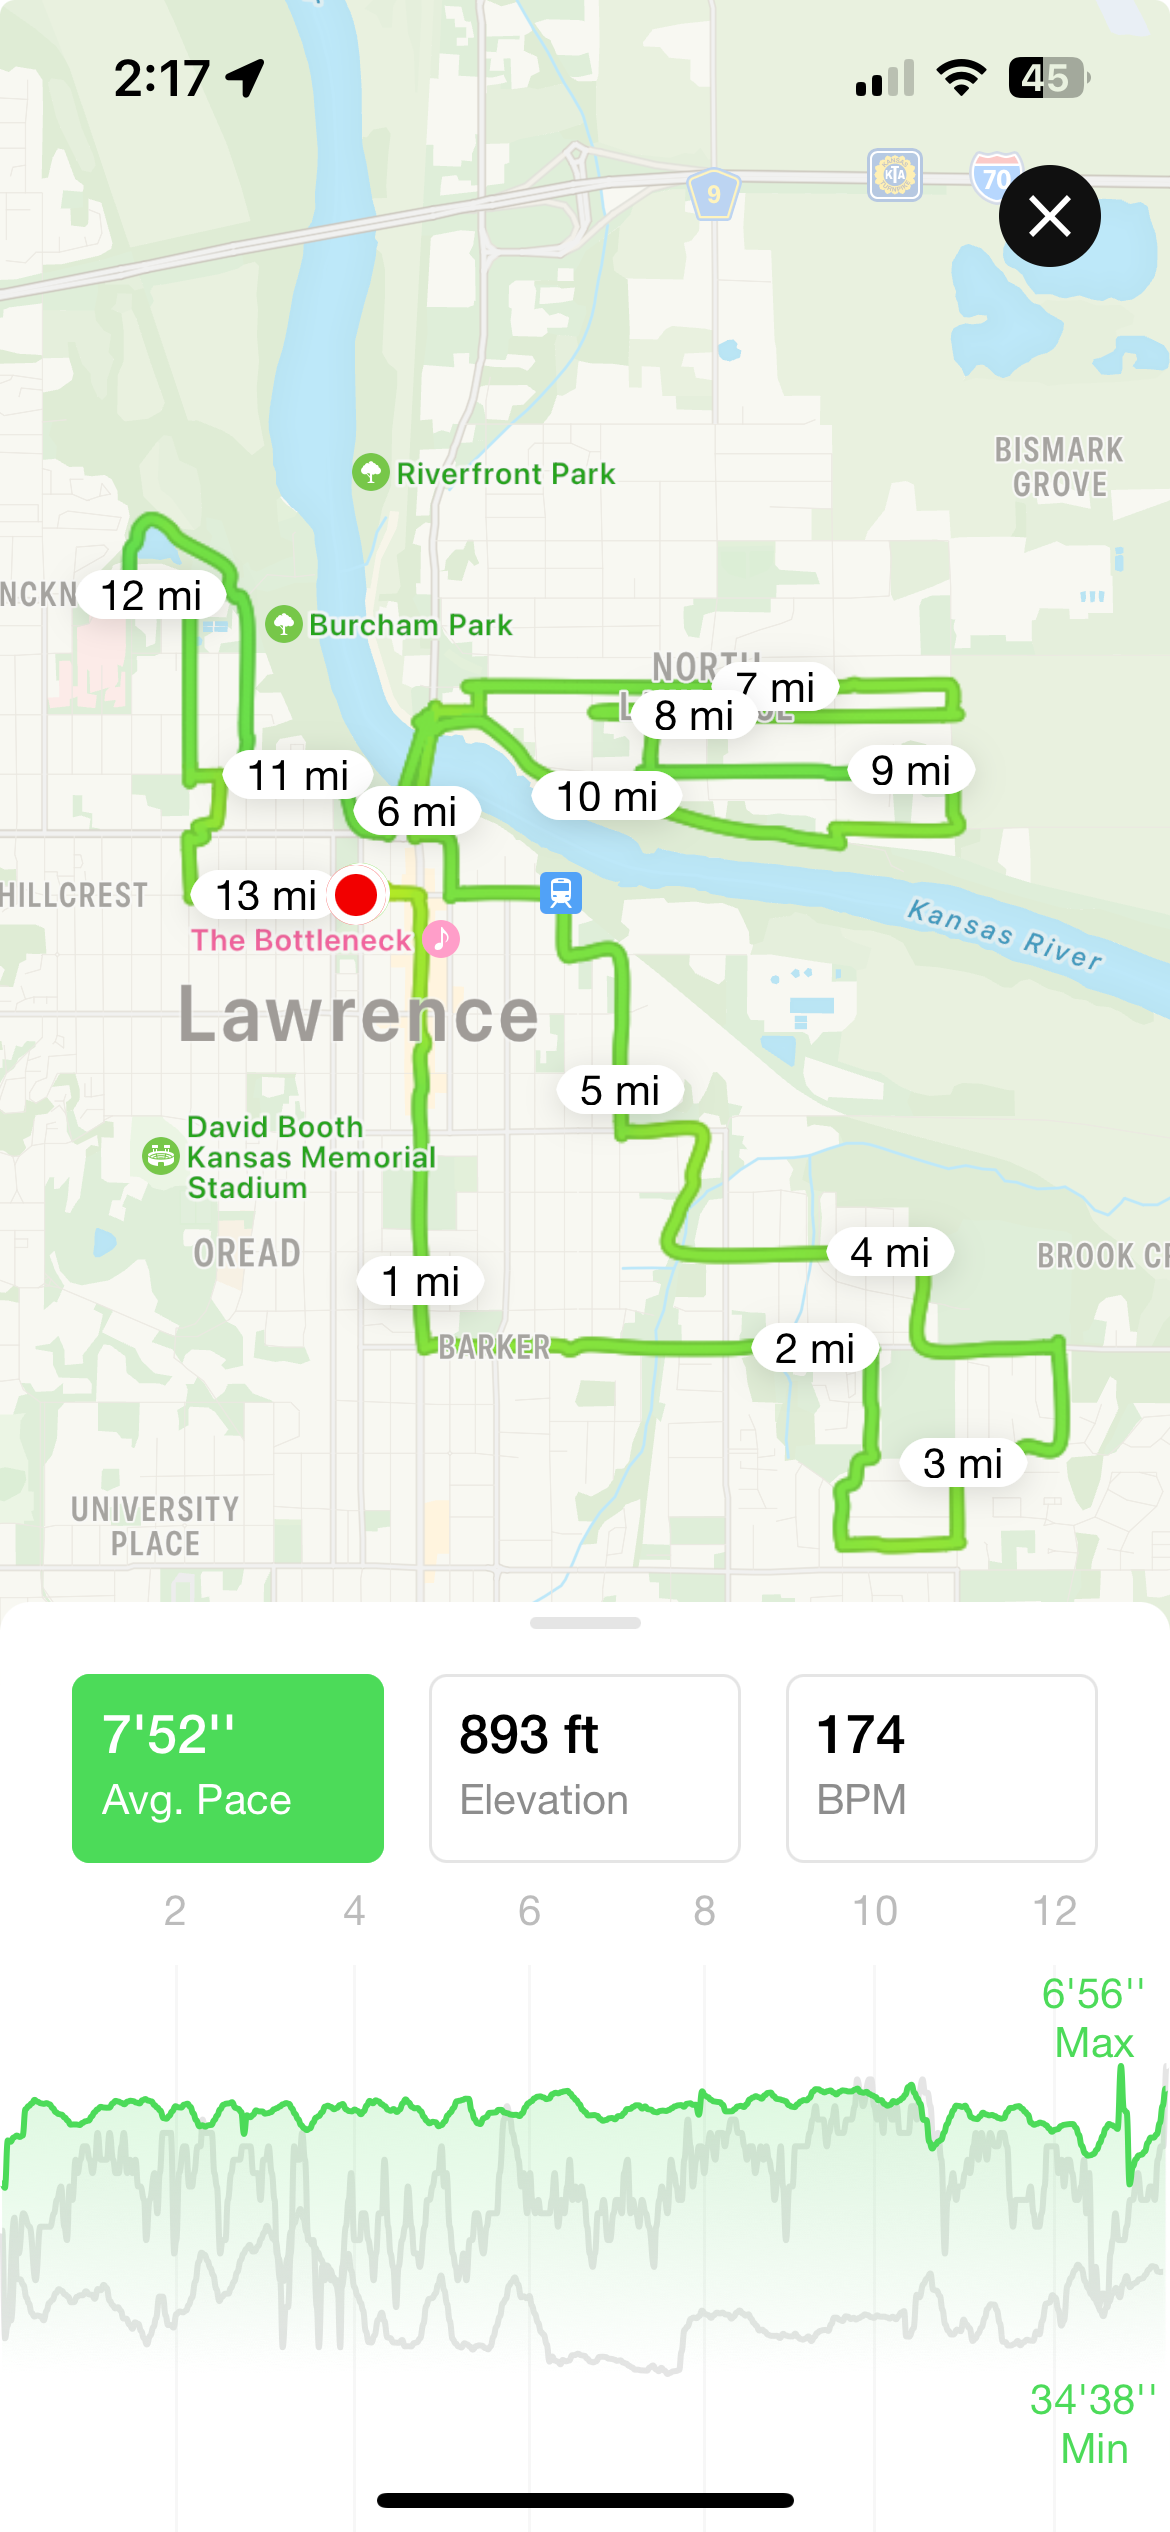 2:17
45
9
KANSAS
KTA
70
BISMARK
GROVE
Riverfront Park
NCKN
12 mi
Burcham Park
NORTH
7 mi
8 mi
11 mi
6 mi
10 mi
9 mi
HILLCREST
13 mi
The Bottleneck
Kansas River
Lawrence
5 mi
David Booth
Kansas Memorial
Stadium
OREAD
4 mi
BROOK CR
1 mi
BARKER
2 mi
3 mi
UNIVERSITY
PLACE
7'52''
Avg. Pace
893 ft
Elevation
174
BPM
2 4 6 8 10 12
6'56''
Max
34'38''
Min